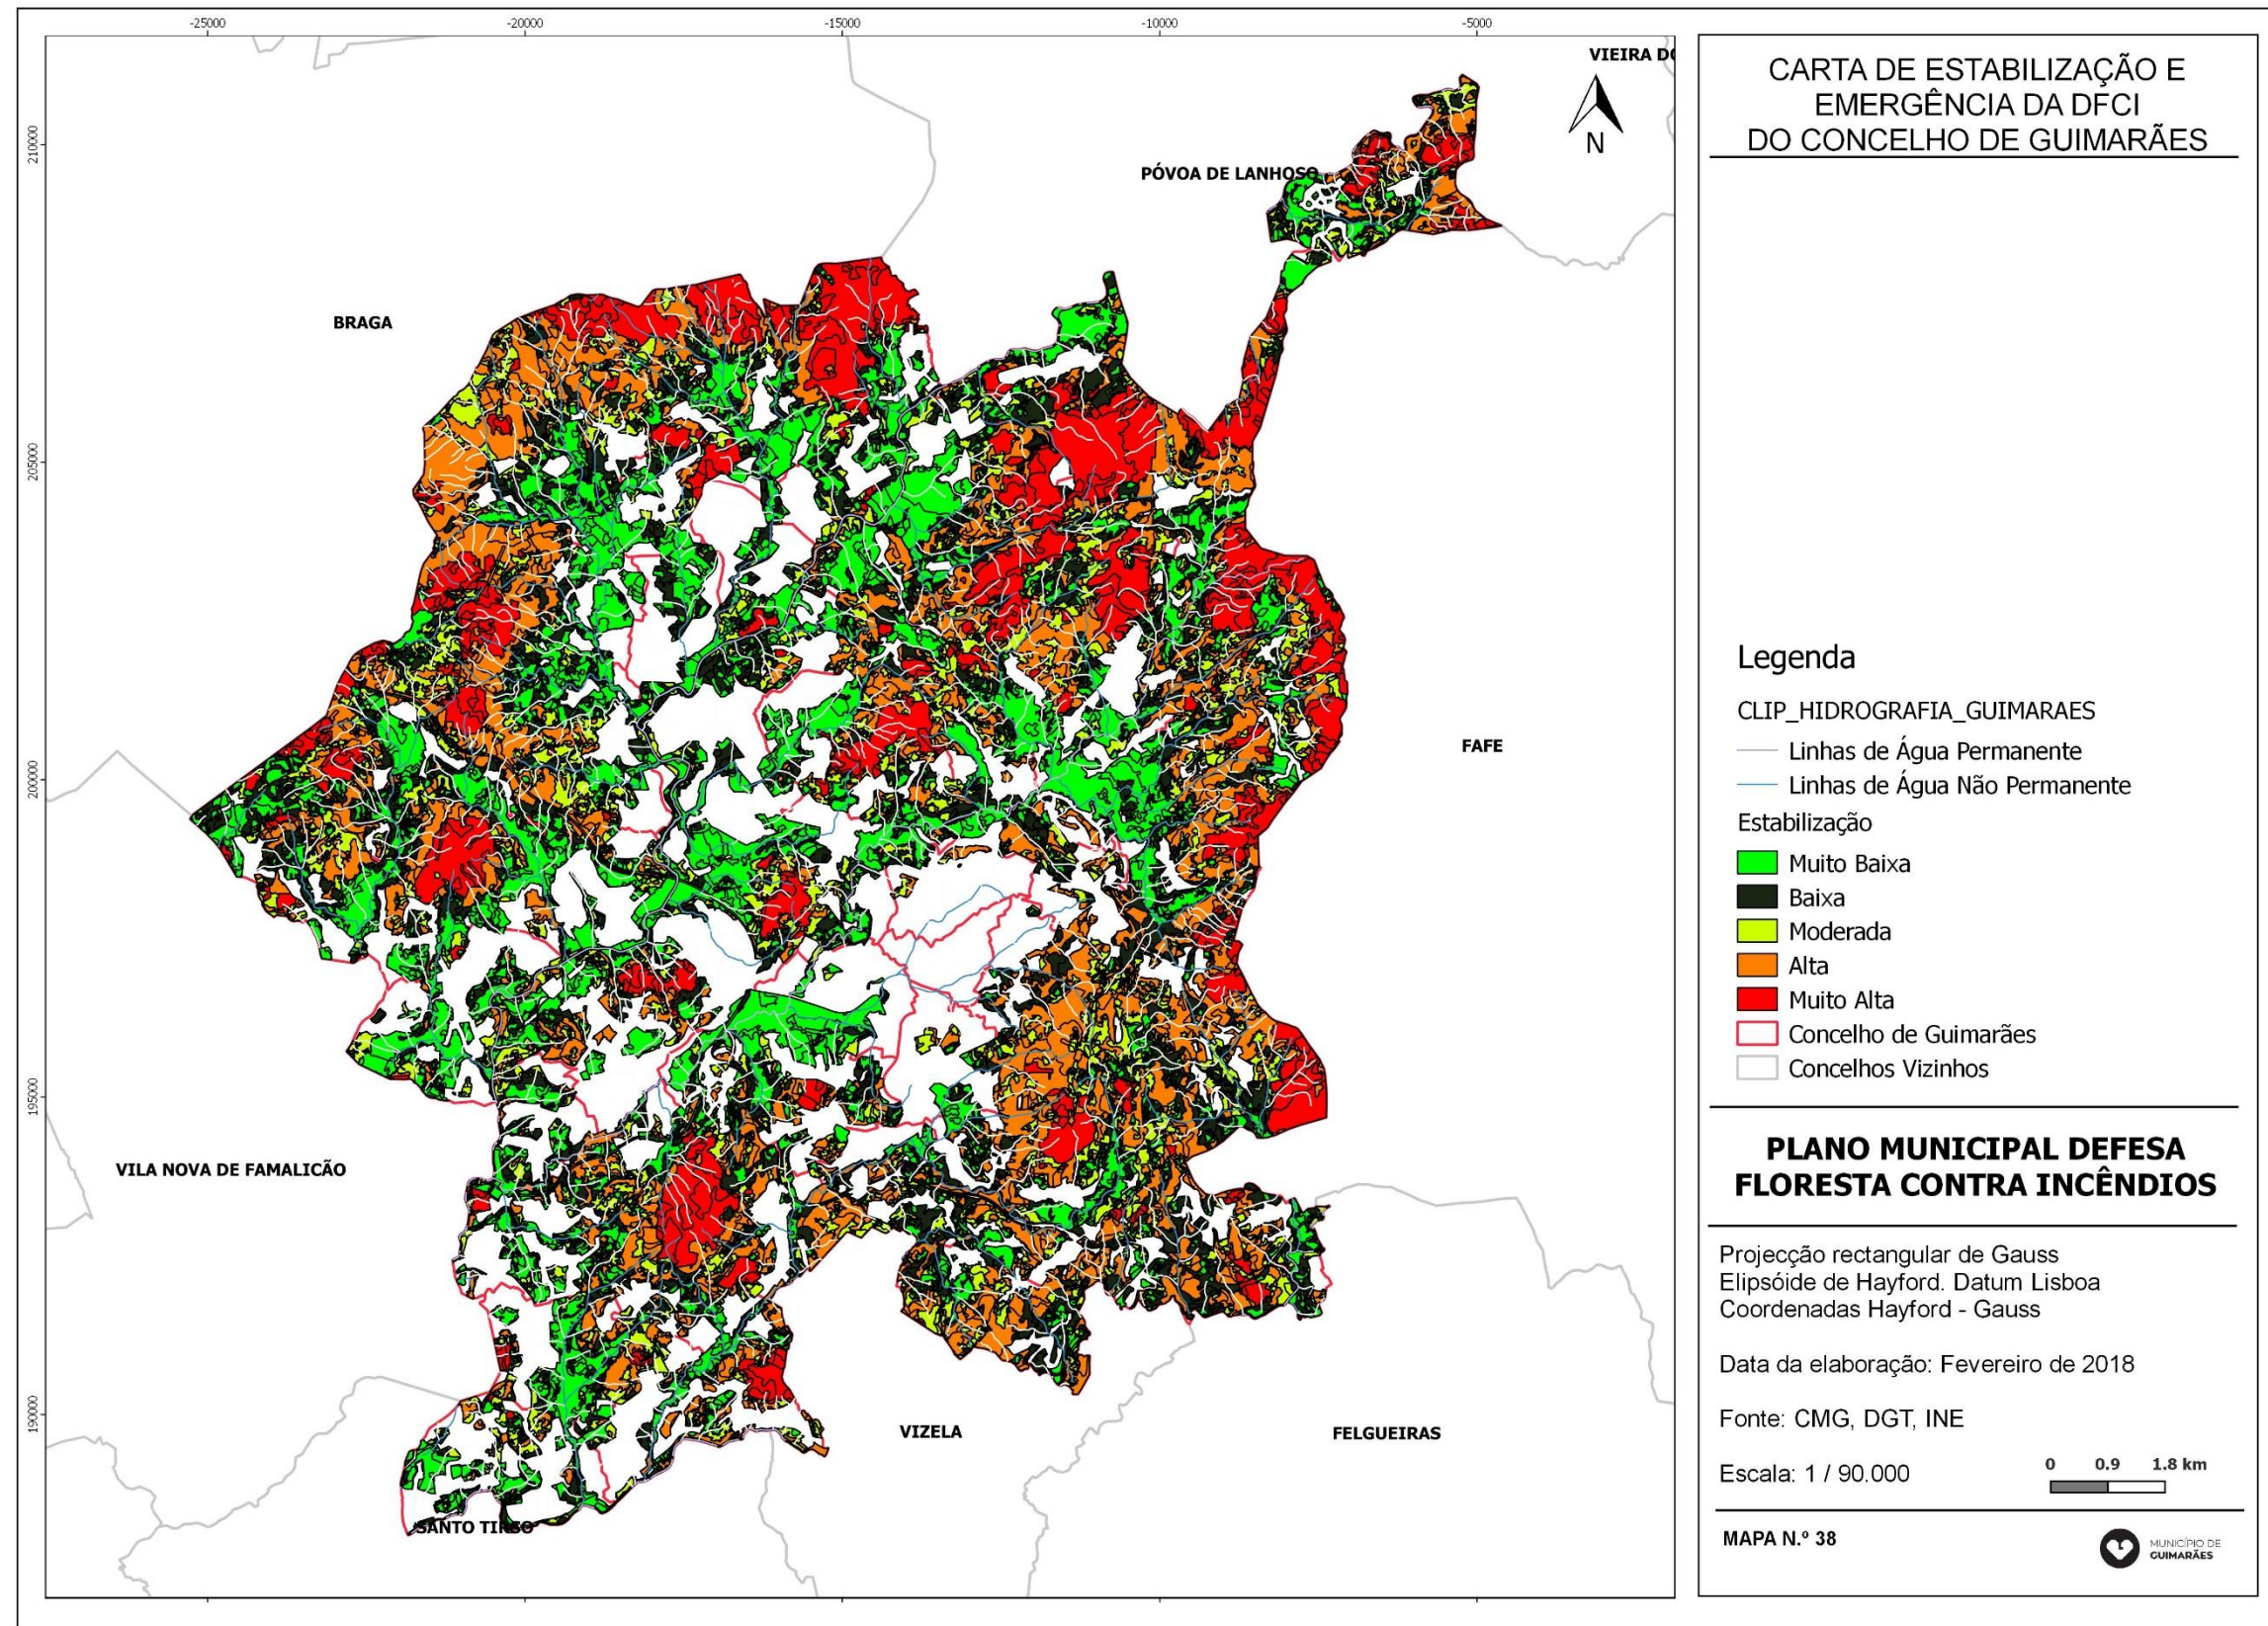 -25000
-20000
-15000
-10000
-5000
210000
205000
200000
195000
190000
VIEIRA DO
PÓVOA DE LANHOSO
N
BRAGA
FAFE
VILA NOVA DE FAMALICÃO
VIZELA
FELGUEIRAS
SANTO TIRSO
CARTA DE ESTABILIZAÇÃO E
EMERGÊNCIA DA DFCI
DO CONCELHO DE GUIMARÃES
Legenda
CLIP_HIDROGRAFIA_GUIMARAES
Linhas de Água Permanente
Linhas de Água Não Permanente
Estabilização
Muito Baixa
Baixa
Moderada
Alta
Muito Alta
Concelho de Guimarães
Concelhos Vizinhos
PLANO MUNICIPAL DEFESA
FLORESTA CONTRA INCÊNDIOS
Projecção rectangular de Gauss
Elipsóide de Hayford. Datum Lisboa
Coordenadas Hayford - Gauss
Data da elaboração: Fevereiro de 2018
Fonte: CMG, DGT, INE
Escala: 1 / 90.000
0 0.9 1.8 km
MAPA N.º 38
MUNICÍPIO DE
GUIMARÃES